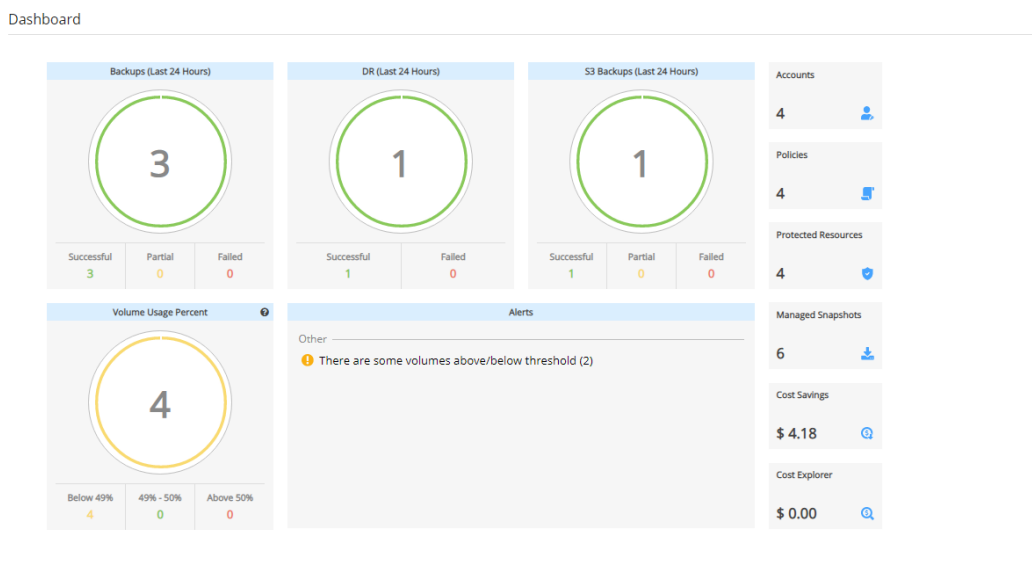 Dashboard
Backups (Last 24 Hours)
3
Successful Partial Failed
3 0 0
DR (Last 24 Hours)
1
Successful Failed
1 0
S3 Backups (Last 24 Hours)
1
Successful Partial Failed
1 0 0
Accounts
4
Policies
4
Protected Resources
4
Volume Usage Percent ?
4
Below 49% 49% - 50% Above 50%
4 0 0
Alerts
Other
! There are some volumes above/below threshold (2)
Managed Snapshots
6
Cost Savings
$ 4.18
Cost Explorer
$ 0.00